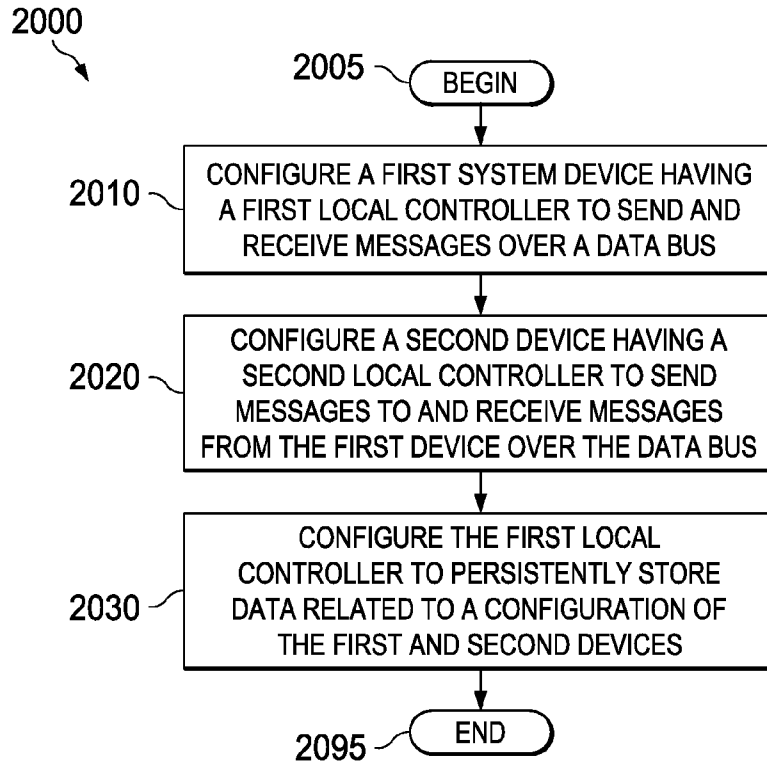 2000
2005
BEGIN
2010
CONFIGURE A FIRST SYSTEM DEVICE HAVING
A FIRST LOCAL CONTROLLER TO SEND AND
RECEIVE MESSAGES OVER A DATA BUS
2020
CONFIGURE A SECOND DEVICE HAVING A
SECOND LOCAL CONTROLLER TO SEND
MESSAGES TO AND RECEIVE MESSAGES
FROM THE FIRST DEVICE OVER THE DATA BUS
2030
CONFIGURE THE FIRST LOCAL
CONTROLLER TO PERSISTENTLY STORE
DATA RELATED TO A CONFIGURATION OF
THE FIRST AND SECOND DEVICES
2095
END